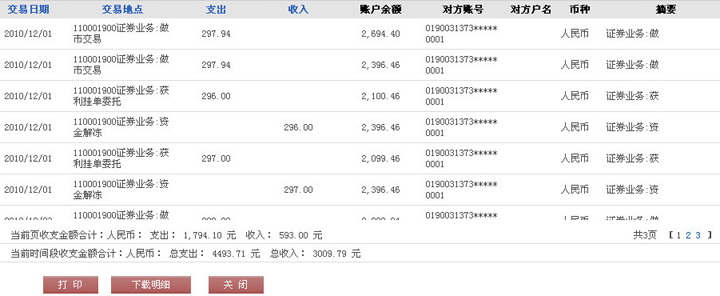 交易日期 交易地点 支出 收入 账户余额 对方账号 对方户名 币种 摘要
2010/12/01 110001900证券业务:做市交易 297.94 2,694.40 0190031373*****0001 人民币 证券业务:做
2010/12/01 110001900证券业务:做市交易 297.94 2,396.46 0190031373*****0001 人民币 证券业务:做
2010/12/01 110001900证券业务:获利挂单委托 296.00 2,100.46 0190031373*****0001 人民币 证券业务:获
2010/12/01 110001900证券业务:资金解冻 296.00 2,396.46 0190031373*****0001 人民币 证券业务:资
2010/12/01 110001900证券业务:获利挂单委托 297.00 2,099.46 0190031373*****0001 人民币 证券业务:获
2010/12/01 110001900证券业务:资金解冻 297.00 2,396.46 0190031373*****0001 人民币 证券业务:资
110001900证券业务:做 0190031373*****
当前页收支金额合计：人民币： 支出： 1,794.10 元 收入： 593.00 元 共3页 【 1 2 3 】
当前时间段收支金额合计：人民币： 总支出： 4493.71 元 总收入： 3009.79 元
打 印 下载明细 关 闭